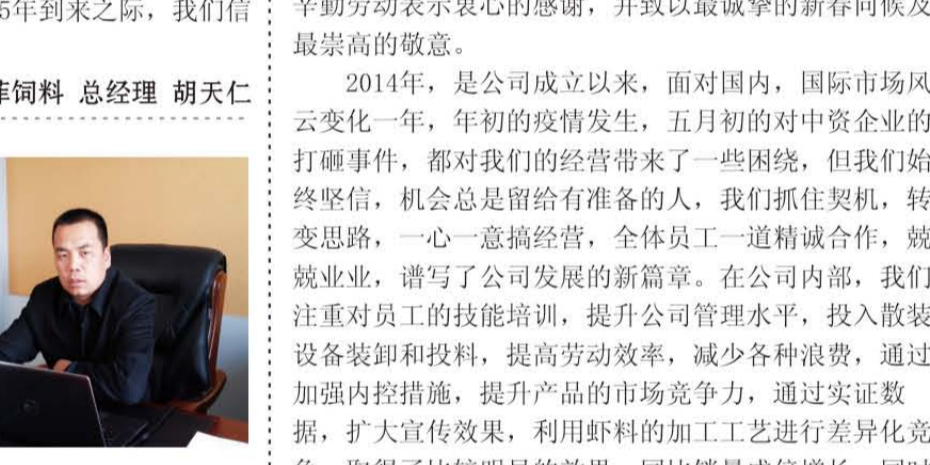 5年到来之际，我们信
饲料 总经理 胡天仁
辛勤劳动表示衷心的感谢，并致以最诚挚的新春问候及
最崇高的敬意。
2014年，是公司成立以来，面对国内，国际市场风
云变化一年，年初的疫情发生，五月初的对中资企业的
打砸事件，都对我们的经营带来了一些困绕，但我们始
终坚信，机会总是留给有准备的人，我们抓住契机，转
变思路，一心一意搞经营，全体员工一道精诚合作，兢
兢业业，谱写了公司发展的新篇章。在公司内部，我们
注重对员工的技能培训，提升公司管理水平，投入散装
设备装卸和投料，提高劳动效率，减少各种浪费，通过
加强内控措施，提升产品的市场竞争力，通过实证数
据，扩大宣传效果，利用虾料的加工工艺进行差异化竞